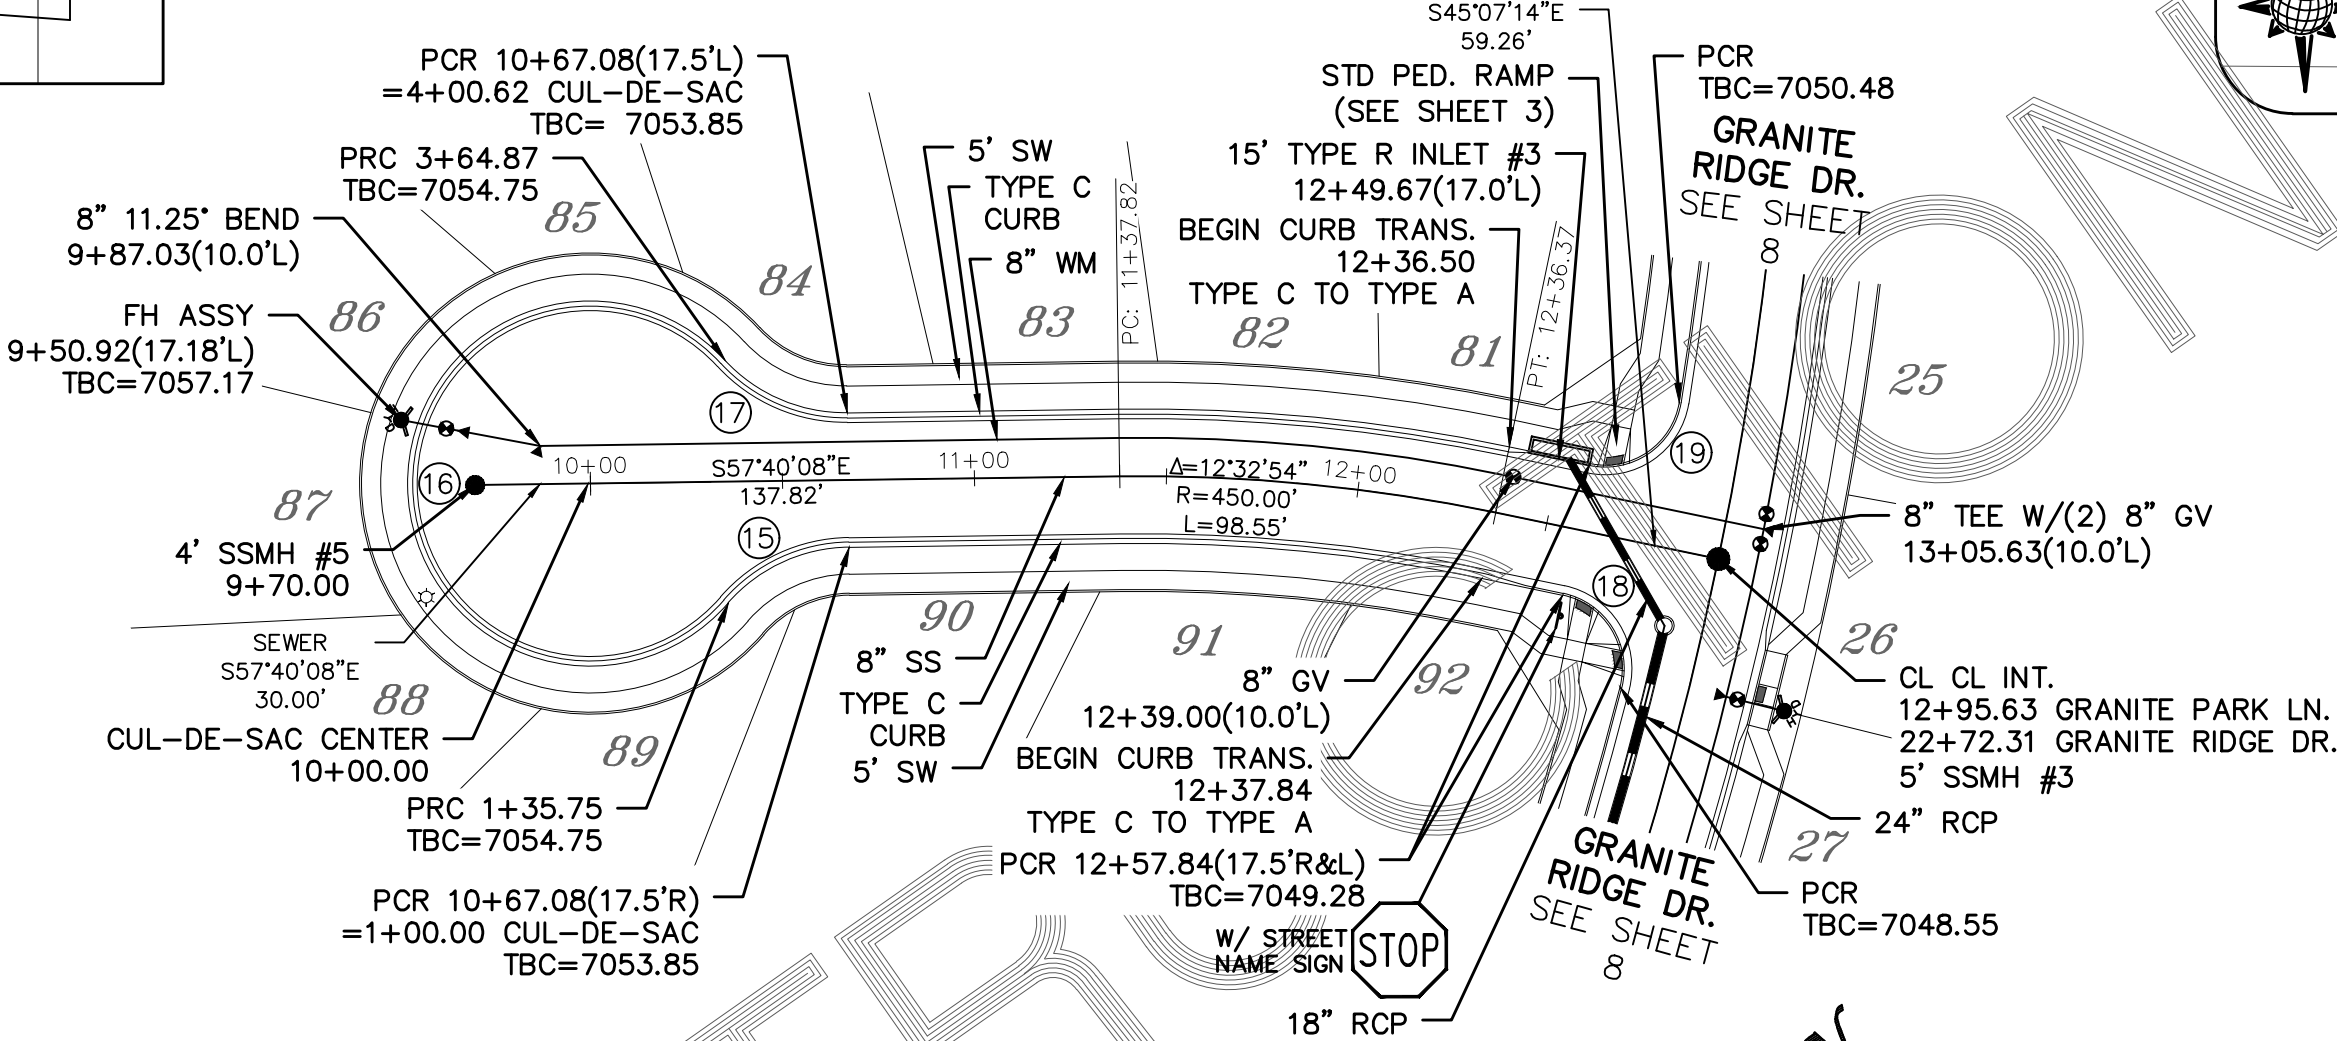 S45°07'14"E
59.26'
PCR 10+67.08(17.5'L)
=4+00.62 CUL-DE-SAC
TBC= 7053.85
PRC 3+64.87
TBC=7054.75
8" 11.25° BEND
9+87.03(10.0'L)
FH ASSY
9+50.92(17.18'L)
TBC=7057.17
5' SW
TYPE C
CURB
8" WM
PC: 11+37.82
STD PED. RAMP
(SEE SHEET 3)
15' TYPE R INLET #3
12+49.67(17.0'L)
BEGIN CURB TRANS.
12+36.50
TYPE C TO TYPE A
PT: 12+36.37
PCR
TBC=7050.48
GRANITE
RIDGE DR.
SEE SHEET
8
85
84
86
83
82
81
25
17
19
16
15
18
10+00
S57°40'08"E
137.82'
11+00
Δ=12°32'54"
R=450.00'
L=98.55'
12+00
87
88
89
90
91
92
26
27
4' SSMH #5
9+70.00
SEWER
S57°40'08"E
30.00'
CUL-DE-SAC CENTER
10+00.00
PRC 1+35.75
TBC=7054.75
PCR 10+67.08(17.5'R)
=1+00.00 CUL-DE-SAC
TBC=7053.85
8" SS
TYPE C
CURB
5' SW
8" GV
12+39.00(10.0'L)
BEGIN CURB TRANS.
12+37.84
TYPE C TO TYPE A
PCR 12+57.84(17.5'R&L)
TBC=7049.28
W/ STREET
NAME SIGN
STOP
18" RCP
8" TEE W/(2) 8" GV
13+05.63(10.0'L)
CL CL INT.
12+95.63 GRANITE PARK LN.
22+72.31 GRANITE RIDGE DR.
5' SSMH #3
24" RCP
PCR
TBC=7048.55
GRANITE
RIDGE DR.
SEE SHEET
8